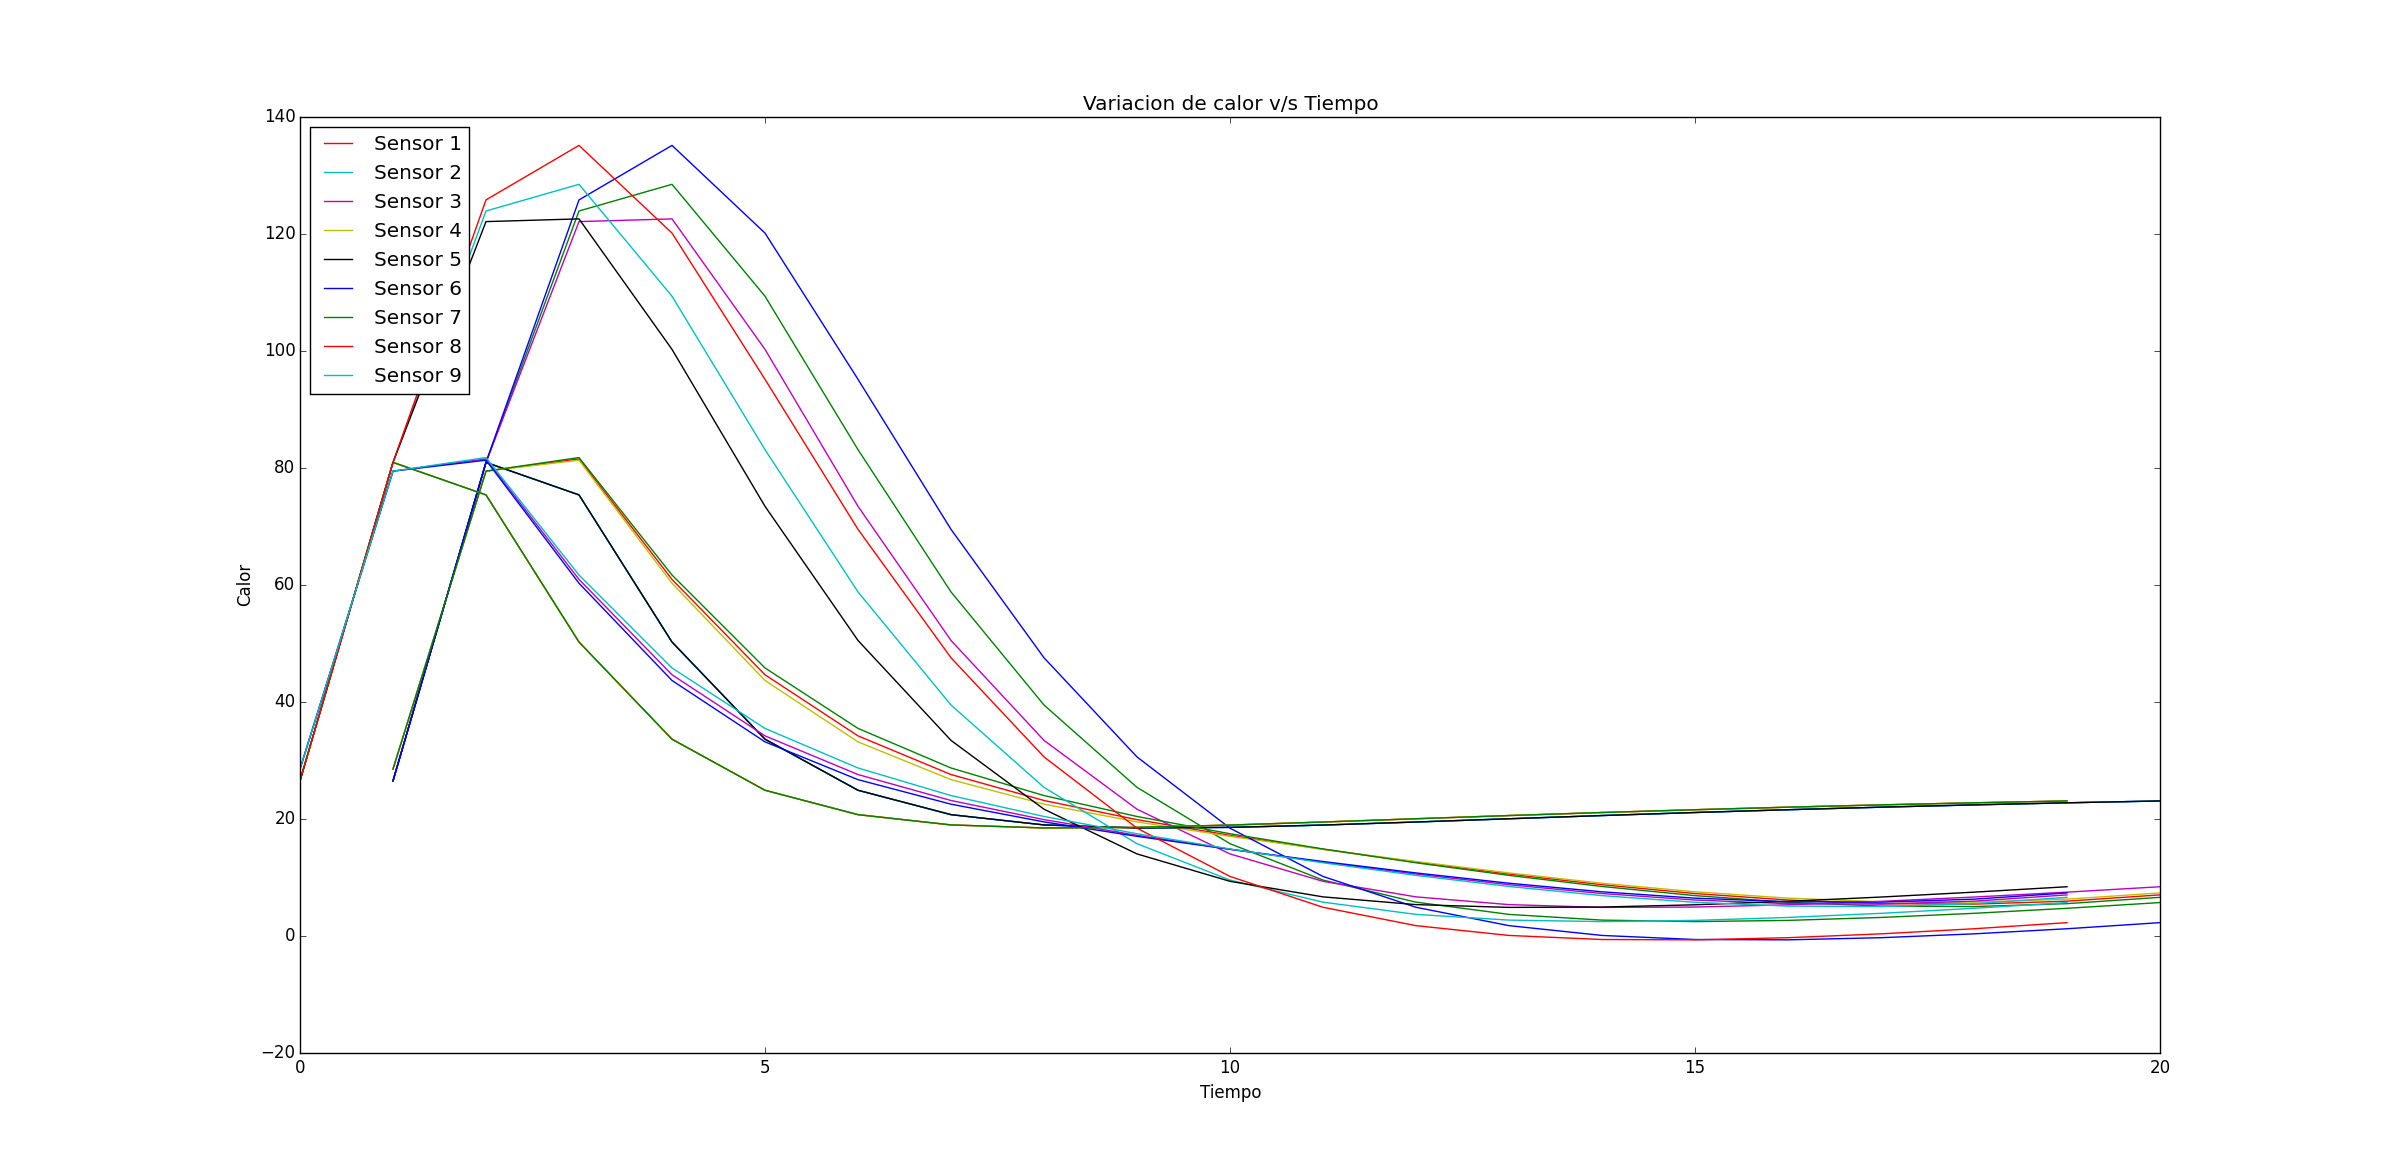 Variacion de calor v/s Tiempo
140
120
100
80
60
40
20
0
−20
Calor
Sensor 1
Sensor 2
Sensor 3
Sensor 4
Sensor 5
Sensor 6
Sensor 7
Sensor 8
Sensor 9
0 5 10 15 20
Tiempo